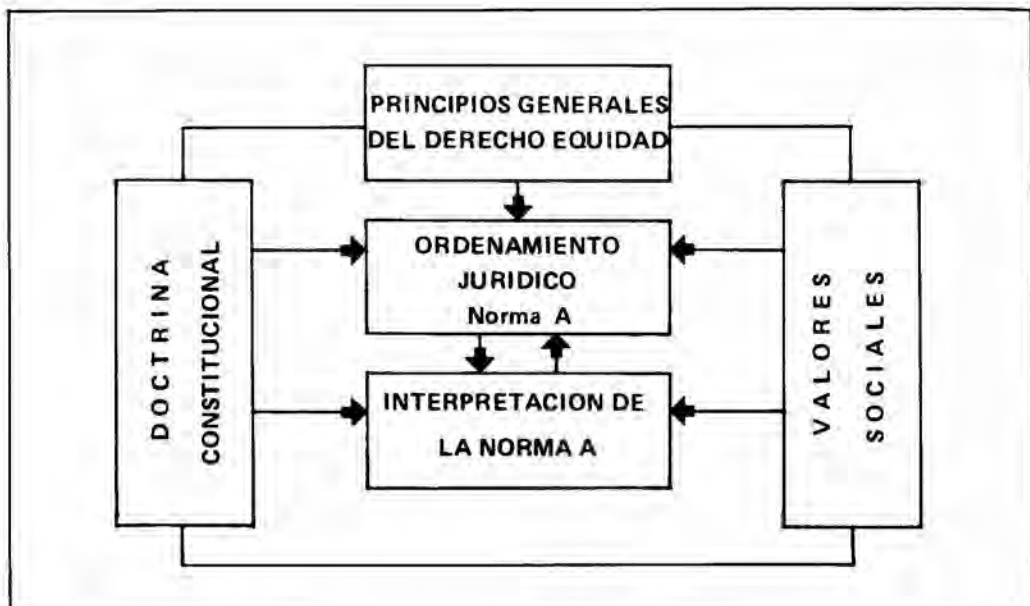 PRINCIPIOS GENERALES
DEL DERECHO EQUIDAD
DOCTRINA
CONSTITUCIONAL
ORDENAMIENTO
JURIDICO
Norma A
INTERPRETACION DE
LA NORMA A
VALORES
SOCIALES